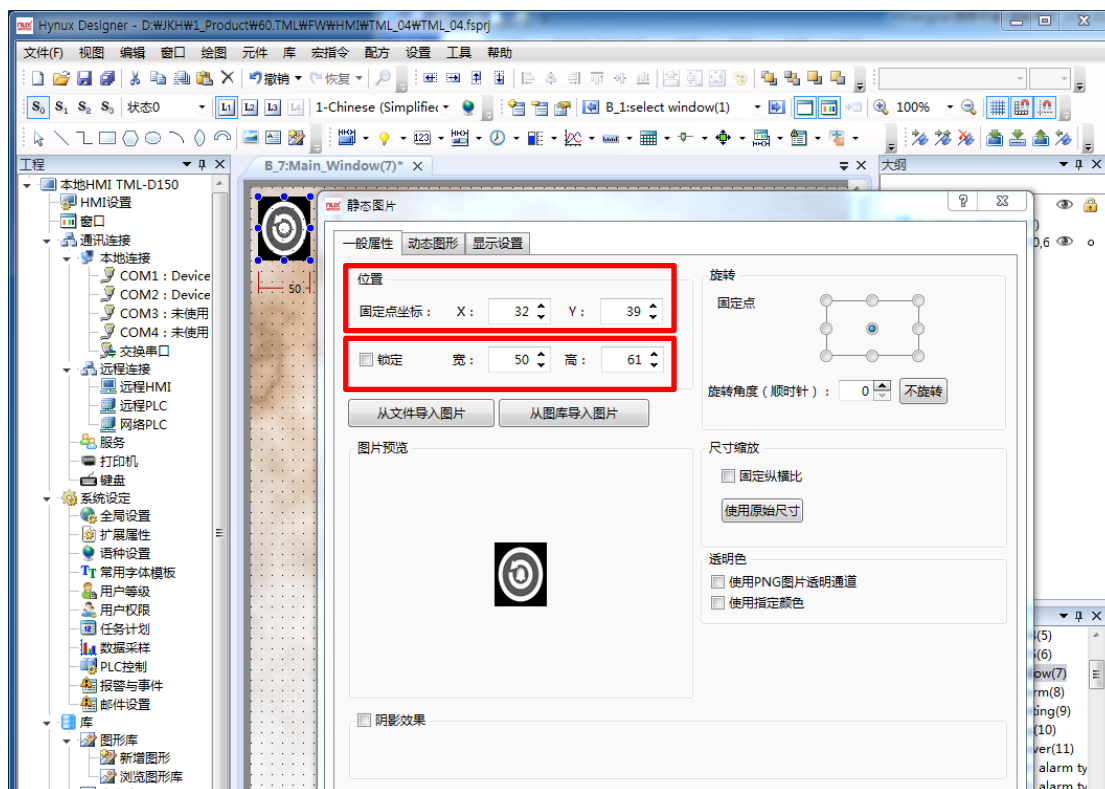 Hynux Designer - D:₩JKH₩1_Product₩60.TML₩FW₩HMI₩TML_04₩TML_04.fsprj
文件(F) 视图 编辑 窗口 绘图 元件 库 宏指令 配方 设置 工具 帮助
撤销 恢复
S0 S1 S2 S3 状态0 L1 L2 L3 L4 1-Chinese (Simplifie B_1:select window(1) 100%
工程
B_7:Main_Window(7)*
大纲
本地HMI TML-D150
HMI设置
窗口
通讯连接
本地连接
COM1：Device
COM2：Device
COM3：未使用
COM4：未使用
交换串口
远程连接
远程HMI
远程PLC
网络PLC
服务
打印机
键盘
系统设定
全局设置
扩展属性
语种设置
常用字体模板
用户等级
用户权限
任务计划
数据采样
PLC控制
报警与事件
邮件设置
库
图形库
新增图形
浏览图形库
50
静态图片
一般属性 动态图形 显示设置
位置
固定点坐标： X： 32 Y： 39
锁定 宽： 50 高： 61
从文件导入图片 从图库导入图片
图片预览
阴影效果
旋转
固定点
旋转角度（顺时针）： 0 不旋转
尺寸缩放
固定纵横比
使用原始尺寸
透明色
使用PNG图片透明通道
使用指定颜色
)
0,6
(5)
(6)
ow(7)
rm(8)
ting(9)
(10)
ver(11)
alarm ty
alarm ty